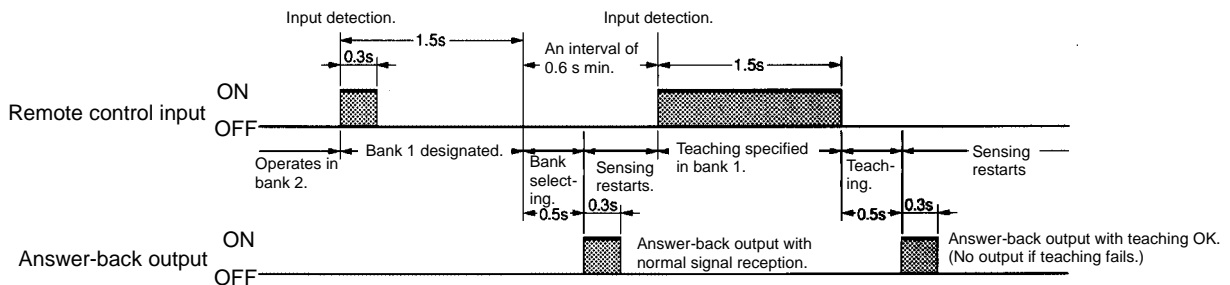 Input detection.
Input detection.
1.5s
An interval of
0.6 s min.
0.3s
1.5s
ON
Remote control input
OFF
Operates in
bank 2.
Bank 1 designated.
Bank
select-
ing.
Sensing
restarts.
Teaching specified
in bank 1.
Teach-
ing.
Sensing
restarts
0.5s
0.3s
0.5s
0.3s
ON
Answer-back output
OFF
Answer-back output with
normal signal reception.
Answer-back output with teaching OK.
(No output if teaching fails.)